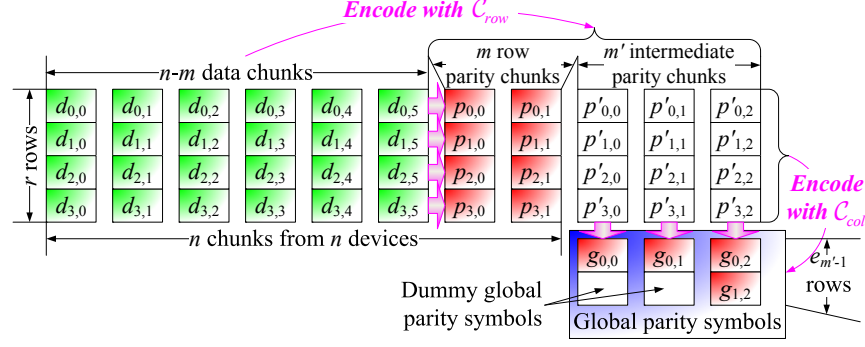 Encode with C_row
n-m data chunks
m row
parity chunks
m′ intermediate
parity chunks
r rows
d0,0 d0,1 d0,2 d0,3 d0,4 d0,5 p0,0 p0,1 p′0,0 p′0,1 p′0,2
d1,0 d1,1 d1,2 d1,3 d1,4 d1,5 p1,0 p1,1 p′1,0 p′1,1 p′1,2
d2,0 d2,1 d2,2 d2,3 d2,4 d2,5 p2,0 p2,1 p′2,0 p′2,1 p′2,2
d3,0 d3,1 d3,2 d3,3 d3,4 d3,5 p3,0 p3,1 p′3,0 p′3,1 p′3,2
Encode
with C_col
n chunks from n devices
g0,0 g0,1 g0,2
g1,2
e_m′-1
rows
Dummy global
parity symbols
Global parity symbols